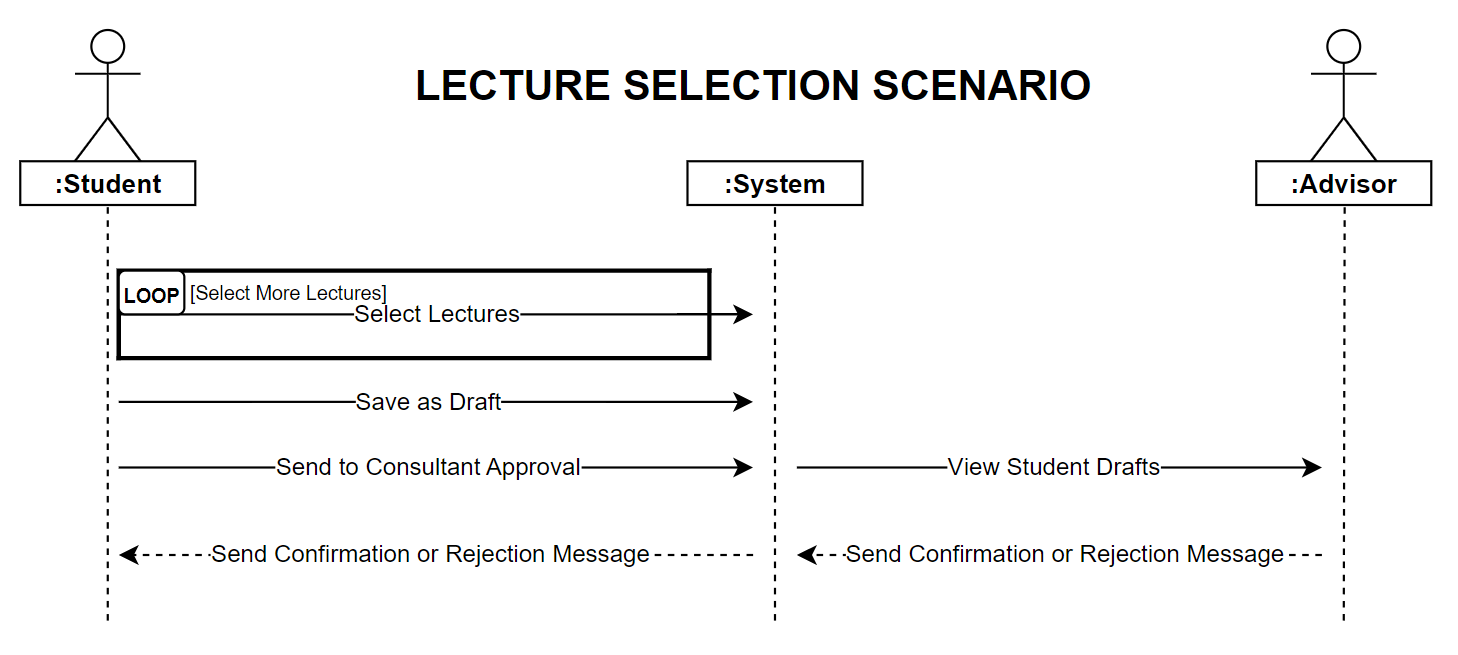 LECTURE SELECTION SCENARIO
:Student
:System
:Advisor
LOOP [Select More Lectures]
Select Lectures
Save as Draft
Send to Consultant Approval
View Student Drafts
Send Confirmation or Rejection Message
Send Confirmation or Rejection Message